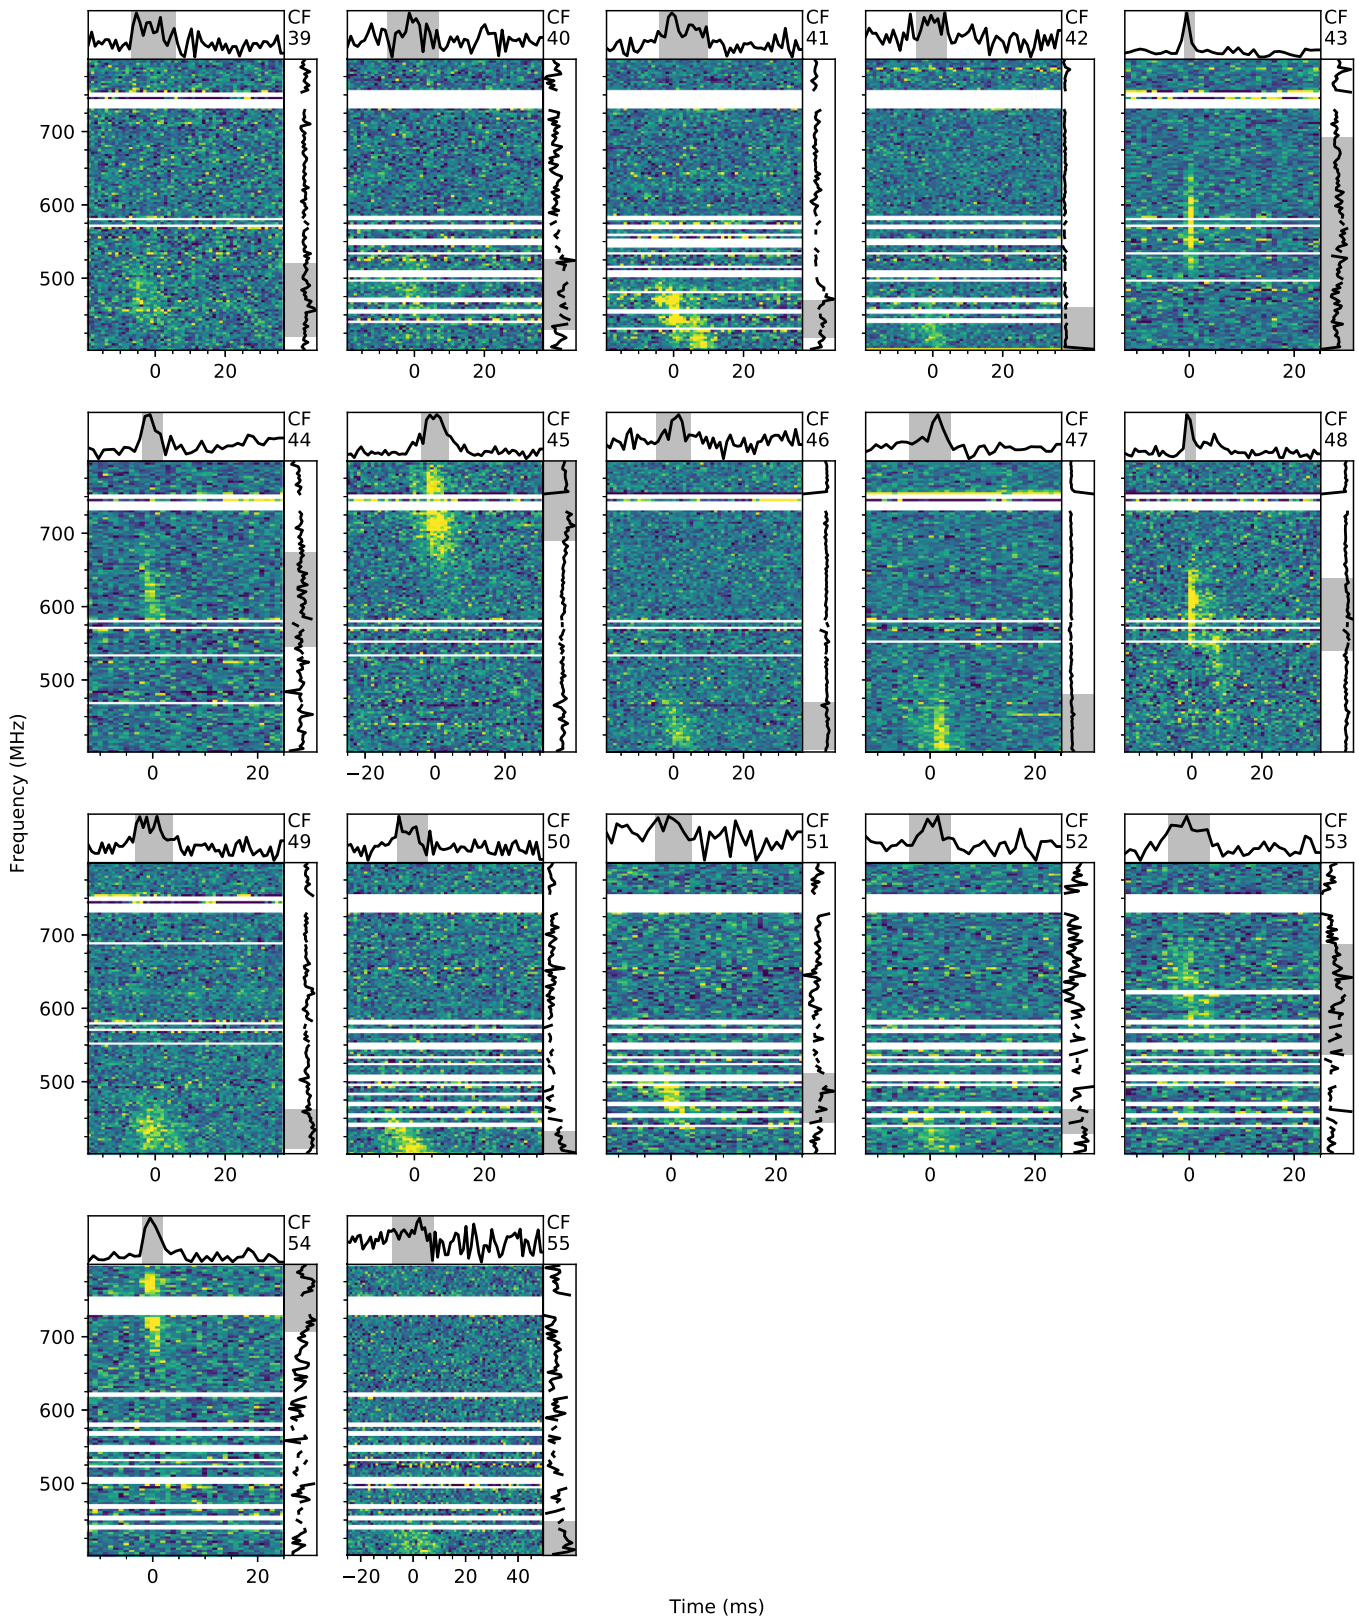 CF 39
CF 40
CF 41
CF 42
CF 43
700
600
500
0 20
0 20
0 20
0 20
0 20
CF 44
CF 45
CF 46
CF 47
CF 48
700
600
500
0 20
−20 0 20
0 20
0 20
0 20
Frequency (MHz)
CF 49
CF 50
CF 51
CF 52
CF 53
700
600
500
0 20
0 20
0 20
0 20
0 20
CF 54
CF 55
700
600
500
0 20
−20 0 20 40
Time (ms)